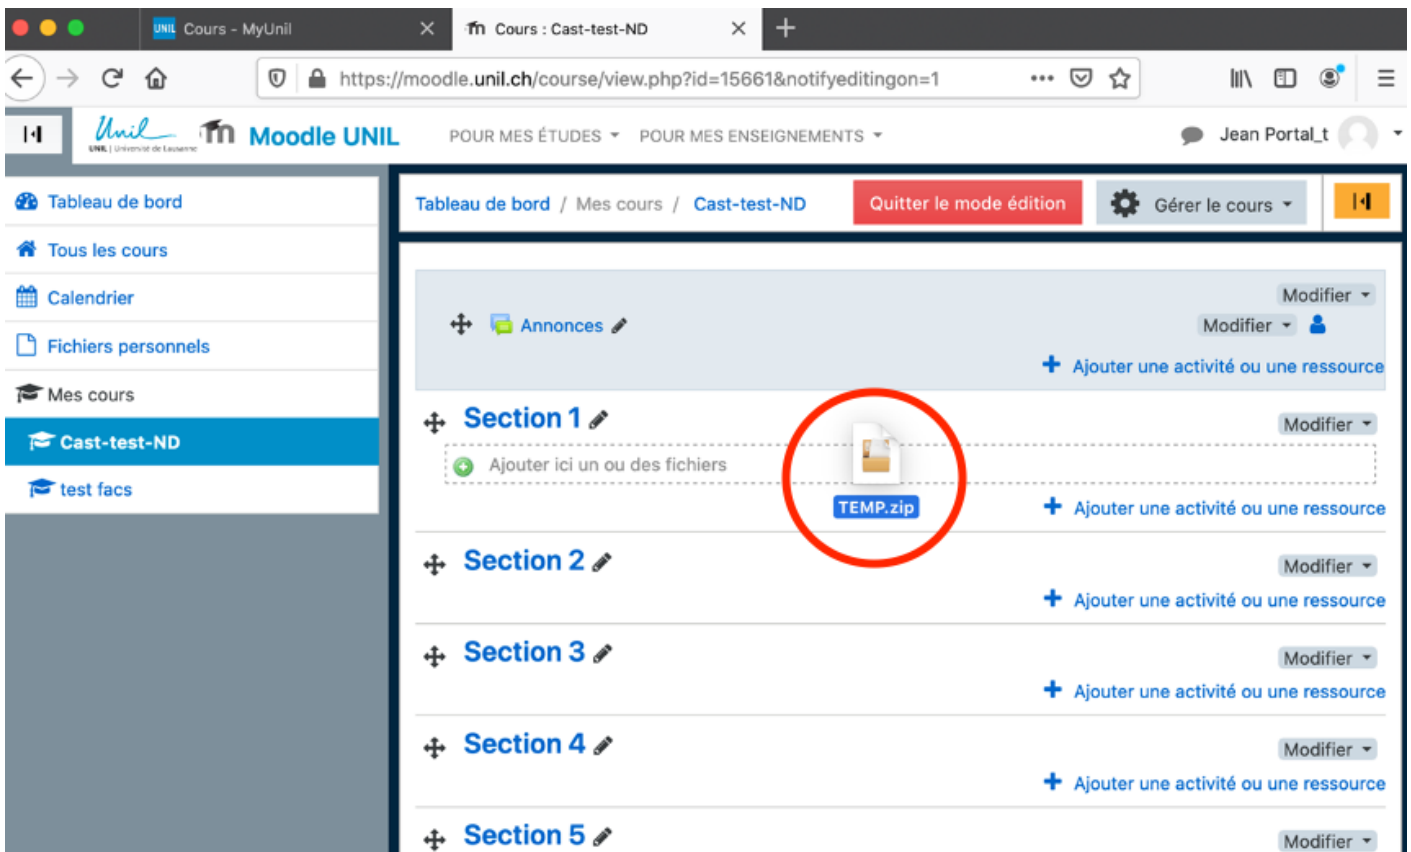 UNIL Cours - MyUnil
Cours : Cast-test-ND
https://moodle.unil.ch/course/view.php?id=15661&notifyeditingon=1
Unil
UNIL | Université de Lausanne
Moodle UNIL
POUR MES ÉTUDES
POUR MES ENSEIGNEMENTS
Jean Portal_t
Tableau de bord
Tous les cours
Calendrier
Fichiers personnels
Mes cours
Cast-test-ND
test facs
Tableau de bord / Mes cours / Cast-test-ND
Quitter le mode édition
Gérer le cours
Modifier
Annonces
Modifier
Ajouter une activité ou une ressource
Section 1
Modifier
Ajouter ici un ou des fichiers
TEMP.zip
Ajouter une activité ou une ressource
Section 2
Modifier
Ajouter une activité ou une ressource
Section 3
Modifier
Ajouter une activité ou une ressource
Section 4
Modifier
Ajouter une activité ou une ressource
Section 5
Modifier